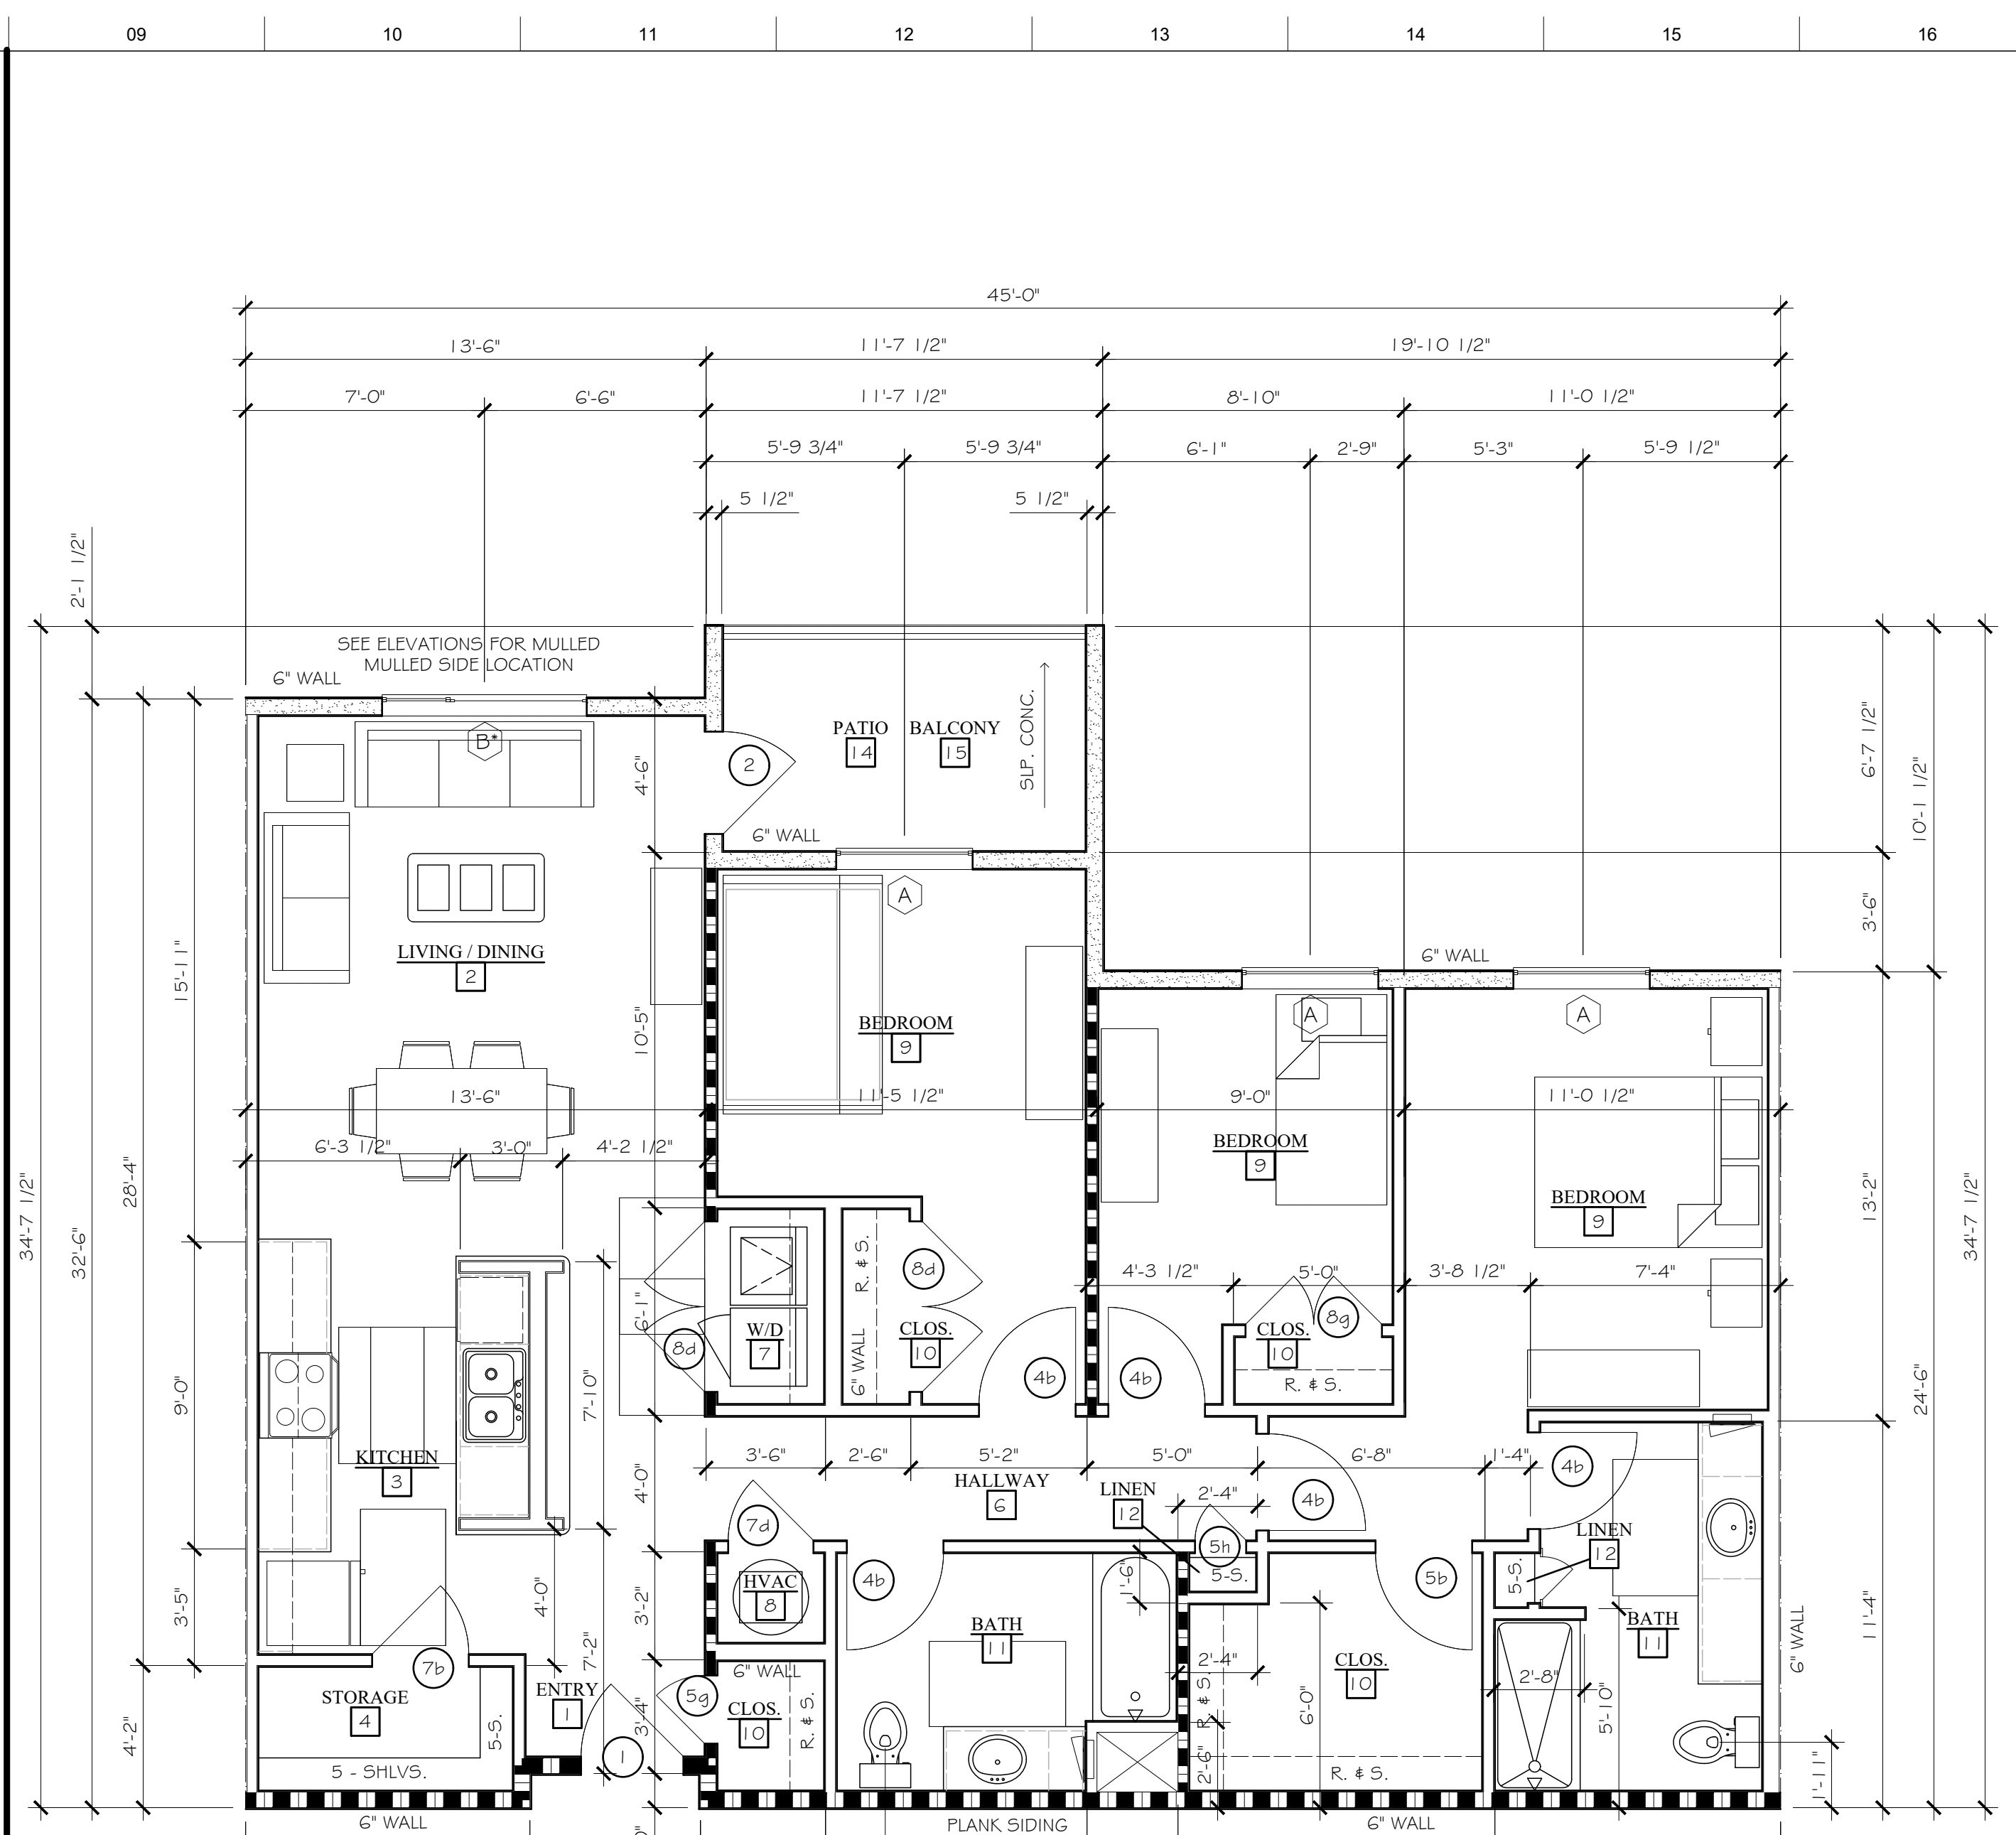 09 10 11 12 13 14 15 16
45'-0"
13'-6" 11'-7 1/2" 19'-10 1/2"
7'-0" 6'-6" 11'-7 1/2" 8'-10" 11'-0 1/2"
5'-9 3/4" 5'-9 3/4" 6'-1" 2'-9" 5'-3" 5'-9 1/2"
5 1/2" 5 1/2"
2'-1 1/2"
SEE ELEVATIONS FOR MULLED
MULLED SIDE LOCATION
6" WALL
B*
4'-6"
2
PATIO BALCONY
14 15
SLP. CONC.
6'-7 1/2"
10'-1 1/2"
6" WALL
A
3'-6"
6" WALL
LIVING / DINING
2
15'-11"
10'-5"
BEDROOM
9
A
A
13'-6" 11'-5 1/2" 9'-0" 11'-0 1/2"
6'-3 1/2" 3'-0" 4'-2 1/2"
BEDROOM
9
BEDROOM
9
34'-7 1/2"
32'-6"
28'-4"
13'-2"
34'-7 1/2"
24'-6"
R. & S.
8d
4'-3 1/2" 5'-0" 3'-8 1/2" 7'-4"
6'-1"
8d
W/D
7
6" WALL
CLOS.
10
4b
4b
CLOS.
10
8g
R. & S.
9'-0"
7'-10"
KITCHEN
3
4'-0"
3'-6" 2'-6" 5'-2" 5'-0" 6'-8" 1'-4"
HALLWAY
6
LINEN
12
2'-4"
4b
4b
7d
5h
5-S.
LINEN
12
5-S.
HVAC
8
4b
1'-6"
5b
3'-5"
4'-0"
3'-2"
7'-2"
BATH
11
BATH
11
11'-4"
6" WALL
7b
6" WALL
2'-4"
CLOS.
10
2'-8"
STORAGE
4
5-S.
ENTRY
1
5g
3'-4"
CLOS.
10
R. & S.
R. & S.
6'-0"
5'-10"
4'-2"
1
5 - SHLVS.
2'-6"
R. & S.
1'-11"
6" WALL
PLANK SIDING
6" WALL